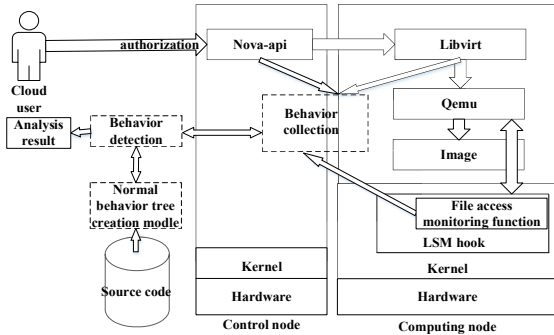 authorization
Nova-api
Libvirt
Cloud
user
Analysis
result
Behavior
detection
Behavior
collection
Qemu
Image
Normal
behavior tree
creation modle
File access
monitoring function
LSM hook
Source code
Kernel
Kernel
Hardware
Hardware
Control node
Computing node